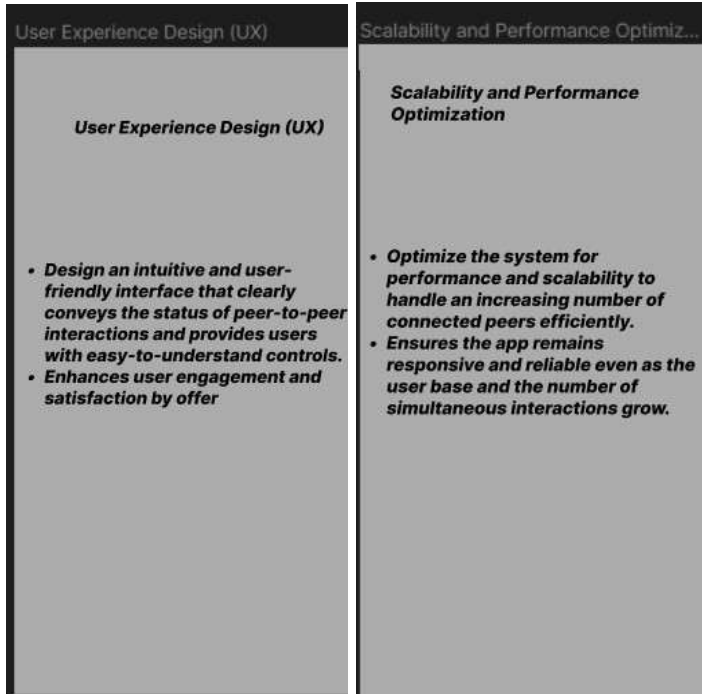 User Experience Design (UX)
User Experience Design (UX)
• Design an intuitive and user-
friendly interface that clearly
conveys the status of peer-to-peer
interactions and provides users
with easy-to-understand controls.
• Enhances user engagement and
satisfaction by offer
Scalability and Performance Optimiz...
Scalability and Performance
Optimization
• Optimize the system for
performance and scalability to
handle an increasing number of
connected peers efficiently.
• Ensures the app remains
responsive and reliable even as the
user base and the number of
simultaneous interactions grow.